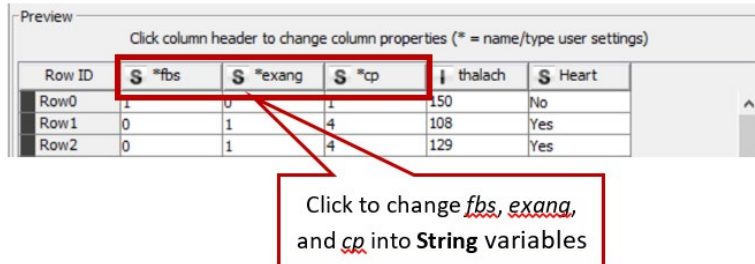 Preview
Click column header to change column properties (* = name/type user settings)
Row ID S *fbs S *exang S *cp I thalach S Heart
Row0 1 0 1 150 No
Row1 0 1 4 108 Yes
Row2 0 1 4 129 Yes
Click to change fbs, exang,
and cp into String variables